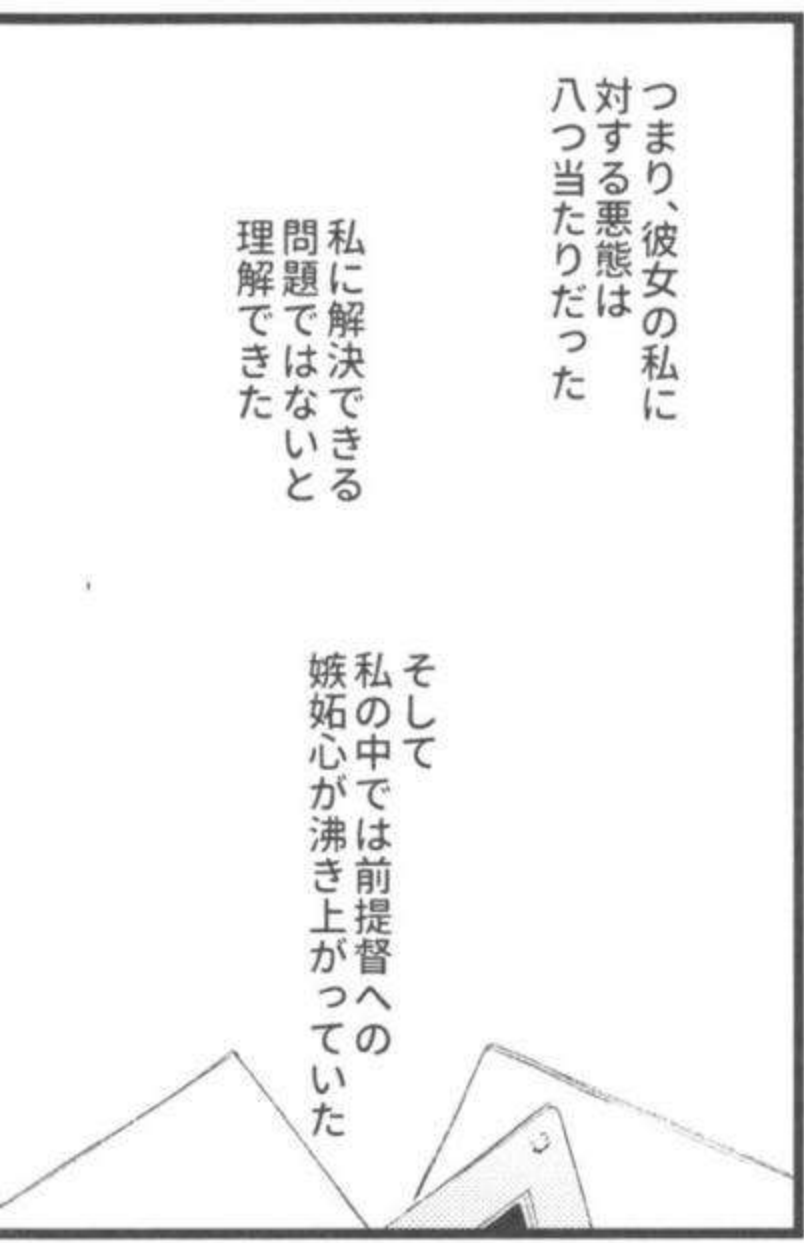 つまり、彼女の私に
対する悪態は
八つ当たりだった
私に解決できる
問題ではないと
理解できた
そして
私の中では前提督への
嫉妬心が沸き上がっていた